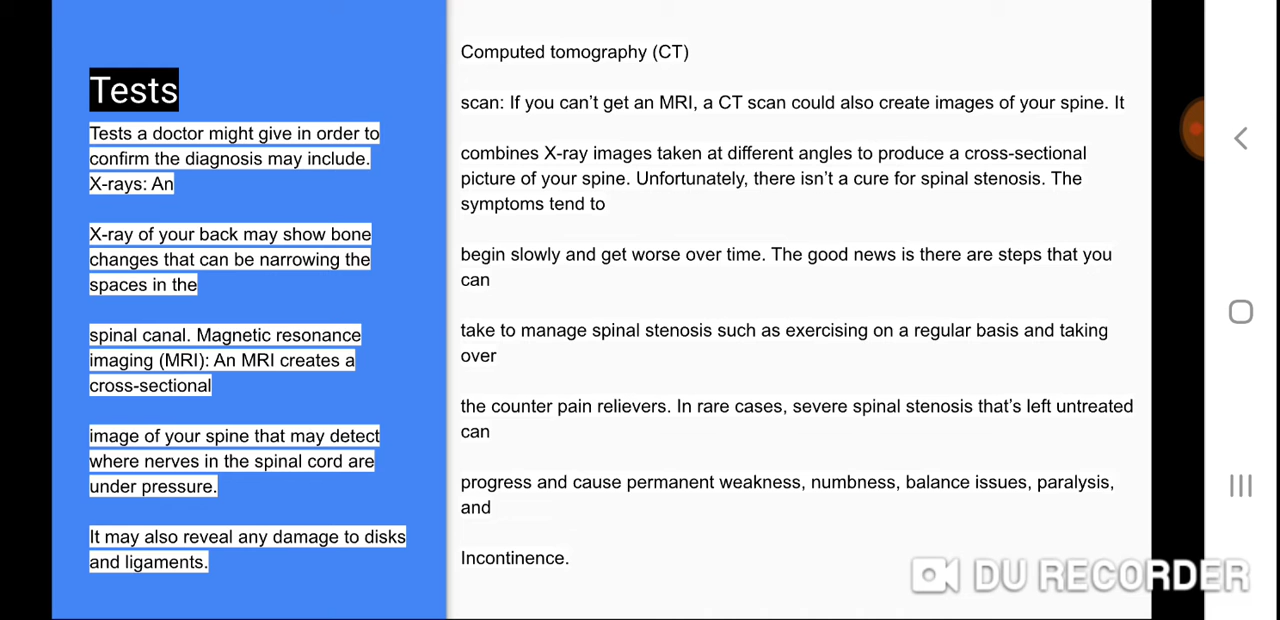 Tests
Tests a doctor might give in order to
confirm the diagnosis may include.
X-rays: An
X-ray of your back may show bone
changes that can be narrowing the
spaces in the
spinal canal. Magnetic resonance
imaging (MRI): An MRI creates a
cross-sectional
image of your spine that may detect
where nerves in the spinal cord are
under pressure.
It may also reveal any damage to disks
and ligaments.
Computed tomography (CT)
scan: If you can’t get an MRI, a CT scan could also create images of your spine. It
combines X-ray images taken at different angles to produce a cross-sectional
picture of your spine. Unfortunately, there isn’t a cure for spinal stenosis. The
symptoms tend to
begin slowly and get worse over time. The good news is there are steps that you
can
take to manage spinal stenosis such as exercising on a regular basis and taking
over
the counter pain relievers. In rare cases, severe spinal stenosis that’s left untreated
can
progress and cause permanent weakness, numbness, balance issues, paralysis,
and
Incontinence.
DU RECORDER